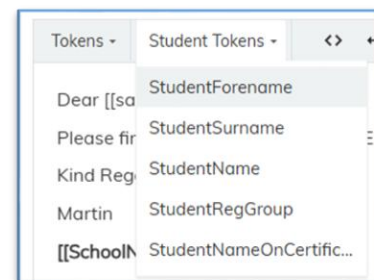 Tokens Student Tokens <>
StudentForename
Dear [[sa
StudentSurname
Please fir
StudentName
Kind Reg
StudentRegGroup
Martin
StudentNameOnCertific...
[[SchoolN